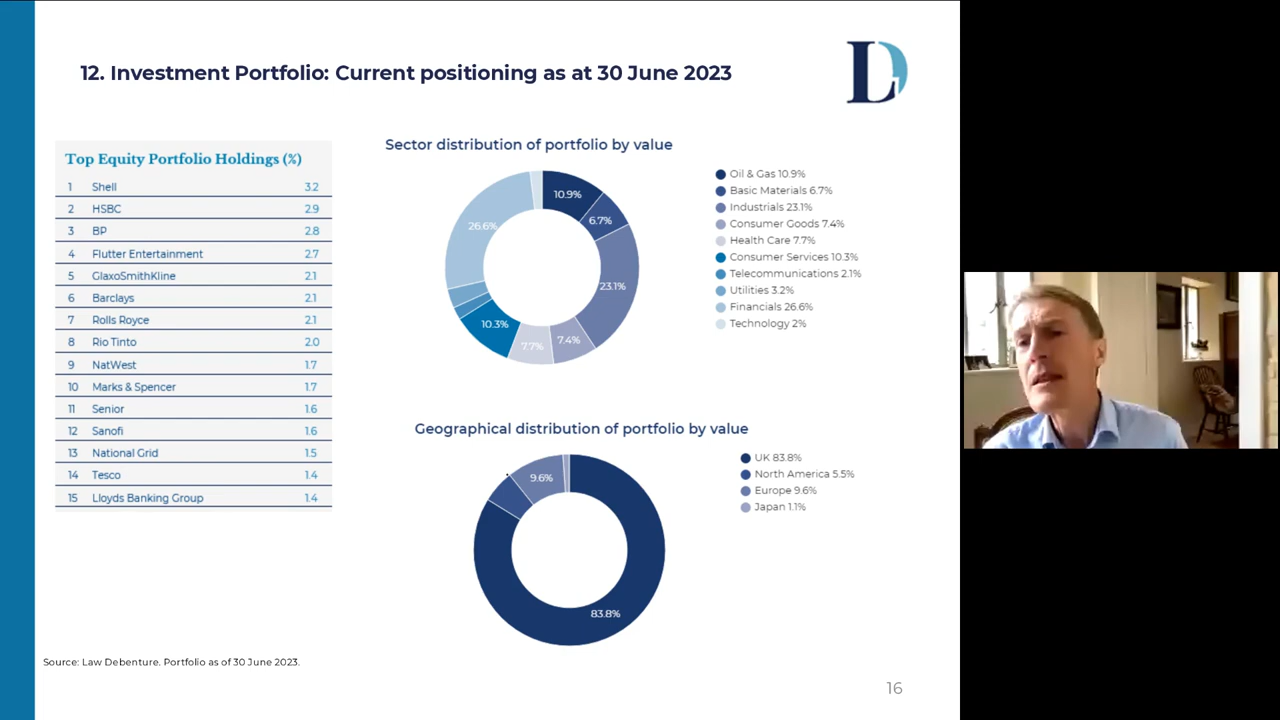 12. Investment Portfolio: Current positioning as at 30 June 2023
LD
Top Equity Portfolio Holdings (%)
1 Shell 3.2
2 HSBC 2.9
3 BP 2.8
4 Flutter Entertainment 2.7
5 GlaxoSmithKline 2.1
6 Barclays 2.1
7 Rolls Royce 2.1
8 Rio Tinto 2.0
9 NatWest 1.7
10 Marks & Spencer 1.7
11 Senior 1.6
12 Sanofi 1.6
13 National Grid 1.5
14 Tesco 1.4
15 Lloyds Banking Group 1.4
Sector distribution of portfolio by value
10.9%
6.7%
23.1%
7.4%
7.7%
10.3%
26.6%
Oil & Gas 10.9%
Basic Materials 6.7%
Industrials 23.1%
Consumer Goods 7.4%
Health Care 7.7%
Consumer Services 10.3%
Telecommunications 2.1%
Utilities 3.2%
Financials 26.6%
Technology 2%
Geographical distribution of portfolio by value
9.6%
83.8%
UK 83.8%
North America 5.5%
Europe 9.6%
Japan 1.1%
Source: Law Debenture. Portfolio as of 30 June 2023.
16